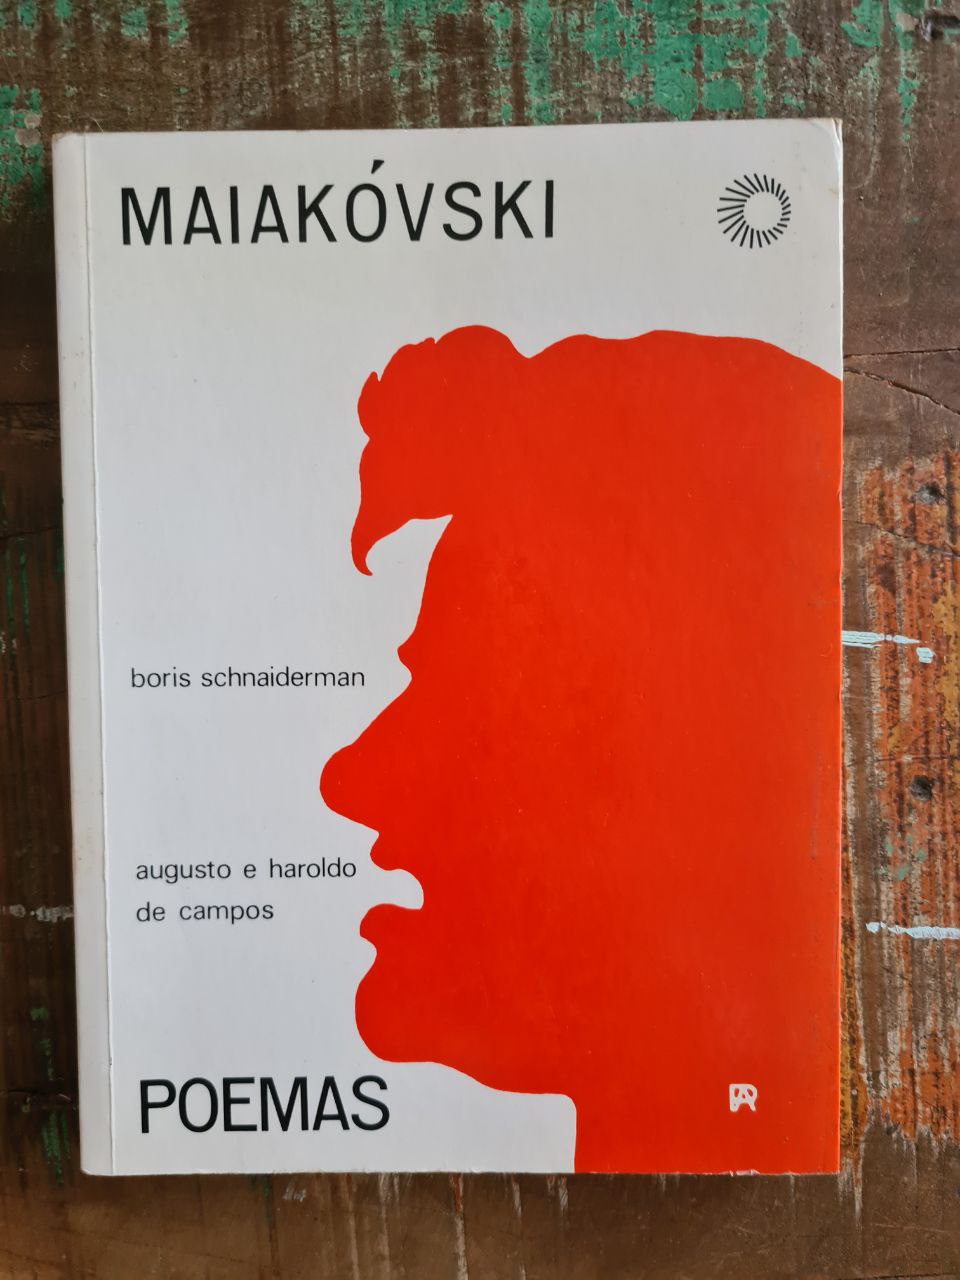 MAIAKÓVSKI
boris schnaiderman
augusto e haroldo
de campos
POEMAS